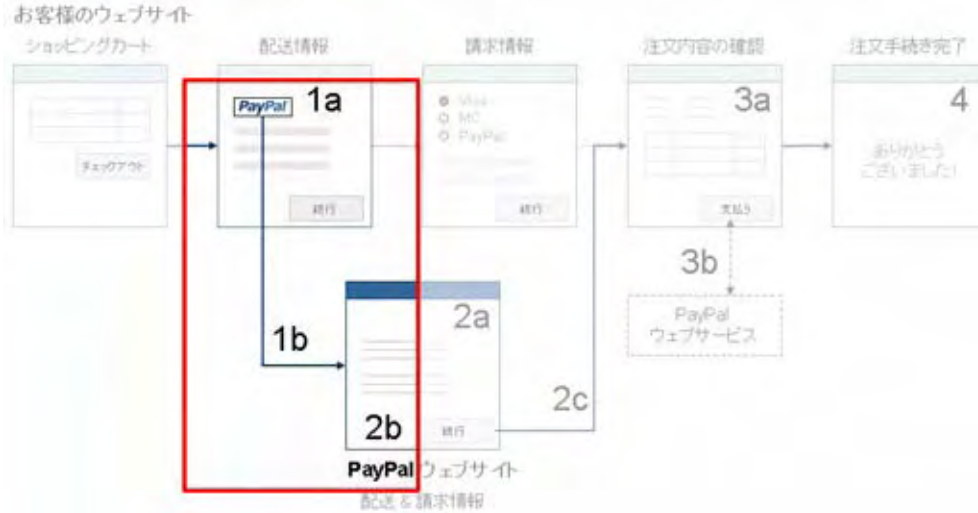 お客様のウェブサイト
ショッピングカート
配送情報
請求情報
注文内容の確認
注文手続き完了
PayPal
1a
Visa
MC
PayPal
3a
4
チェックアウト
ありがとう
ございました!
続行
続行
支払う
3b
PayPal
ウェブサービス
1b
2a
2c
2b
続行
PayPal ウェブサイト
配送 & 請求情報